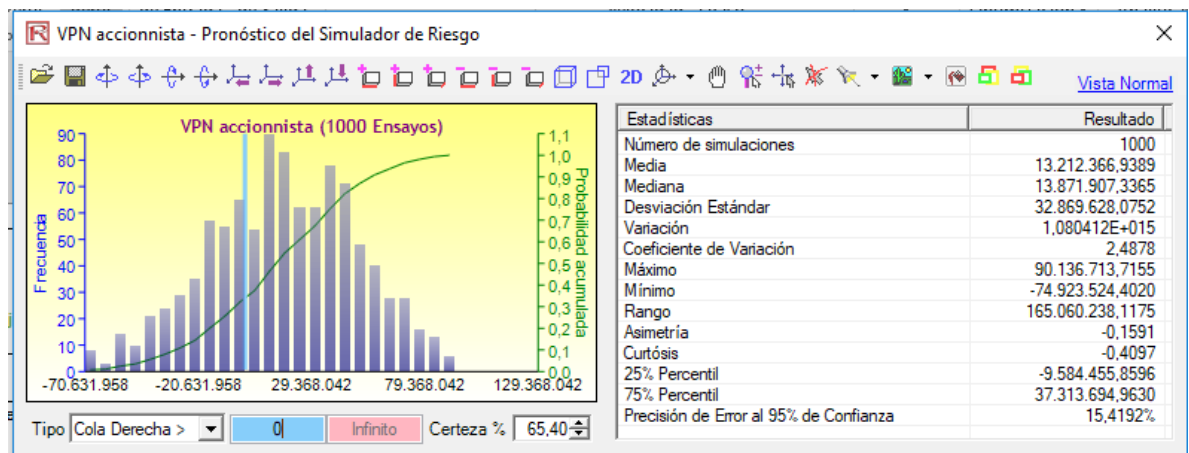 VPN accionnista - Pronóstico del Simulador de Riesgo
2D
Vista Normal
VPN accionnista (1000 Ensayos)
Frecuencia
90
80
70
60
50
40
30
20
10
0
1,1
1,0
0,9
0,8
0,7
0,6
0,5
0,4
0,3
0,2
0,1
0,0
Probabilidad acumulada
-70.631.958 -20.631.958 29.368.042 79.368.042 129.368.042
Tipo Cola Derecha > 0 Infinito Certeza % 65,40
Estadísticas Resultado
Número de simulaciones 1000
Media 13.212.366,9389
Mediana 13.871.907,3365
Desviación Estándar 32.869.628,0752
Variación 1,080412E+015
Coeficiente de Variación 2,4878
Máximo 90.136.713,7155
Mínimo -74.923.524,4020
Rango 165.060.238,1175
Asimetría -0,1591
Curtósis -0,4097
25% Percentil -9.584.455,8596
75% Percentil 37.313.694,9630
Precisión de Error al 95% de Confianza 15,4192%